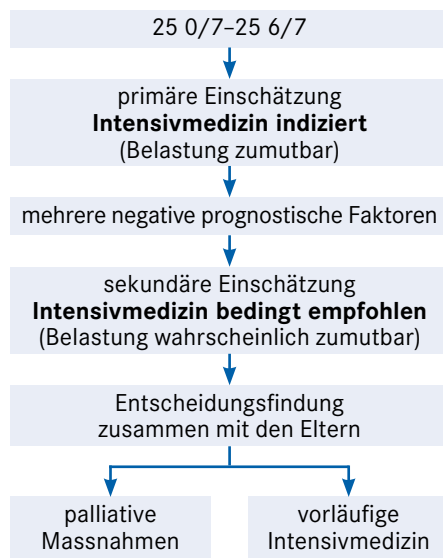 25 0/7–25 6/7
primäre Einschätzung
Intensivmedizin indiziert
(Belastung zumutbar)
mehrere negative prognostische Faktoren
sekundäre Einschätzung
Intensivmedizin bedingt empfohlen
(Belastung wahrscheinlich zumutbar)
Entscheidungsfindung
zusammen mit den Eltern
palliative
Massnahmen
vorläufige
Intensivmedizin